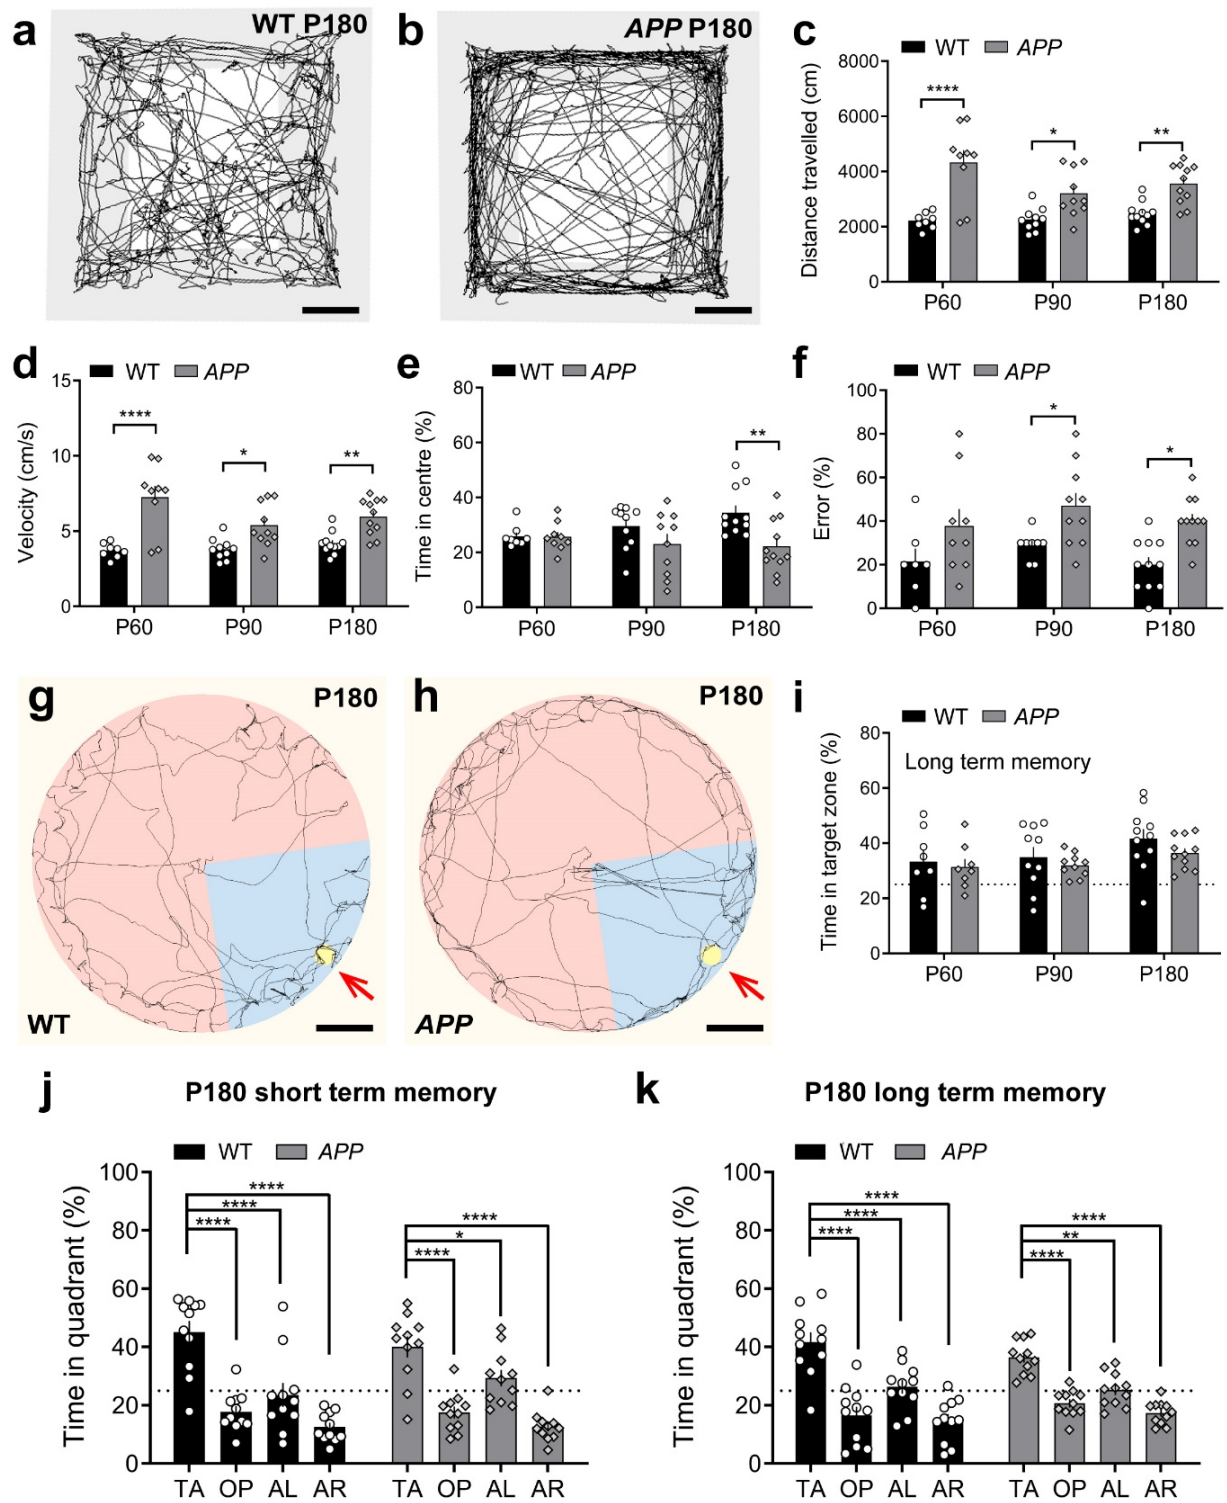 a
WT P180
b
APP P180
c
WT APP
Distance travelled (cm)
8000
6000
4000
2000
0
****
*
**
P60 P90 P180
d
WT APP
Velocity (cm/s)
15
10
5
0
****
*
**
P60 P90 P180
e
WT APP
Time in centre (%)
80
60
40
20
0
**
P60 P90 P180
f
WT APP
Error (%)
100
80
60
40
20
0
*
*
P60 P90 P180
g
P180
WT
h
P180
APP
i
WT APP
Long term memory
Time in target zone (%)
80
60
40
20
0
P60 P90 P180
j
P180 short term memory
WT APP
Time in quadrant (%)
100
80
60
40
20
0
****
****
****
****
*
****
TA OP AL AR TA OP AL AR
k
P180 long term memory
WT APP
Time in quadrant (%)
100
80
60
40
20
0
****
****
****
****
**
****
TA OP AL AR TA OP AL AR